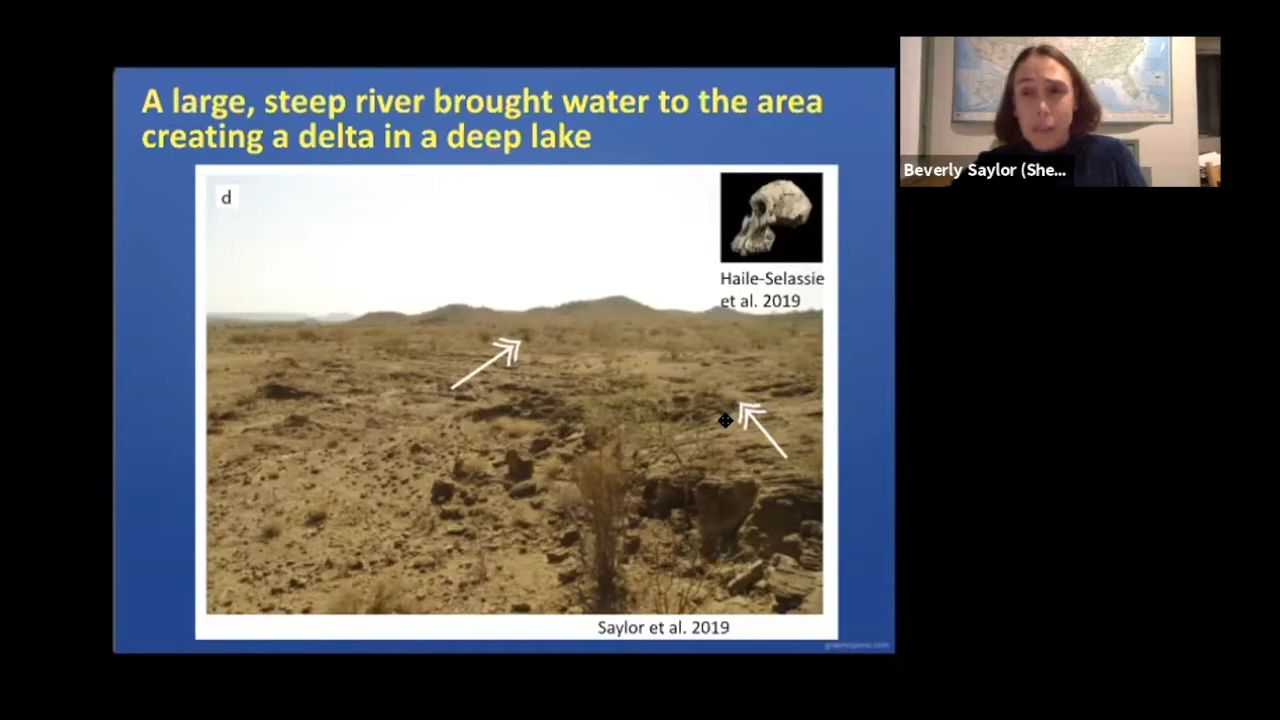 A large, steep river brought water to the area
creating a delta in a deep lake
d
Haile-Selassie
et al. 2019
Saylor et al. 2019
Beverly Saylor (She...